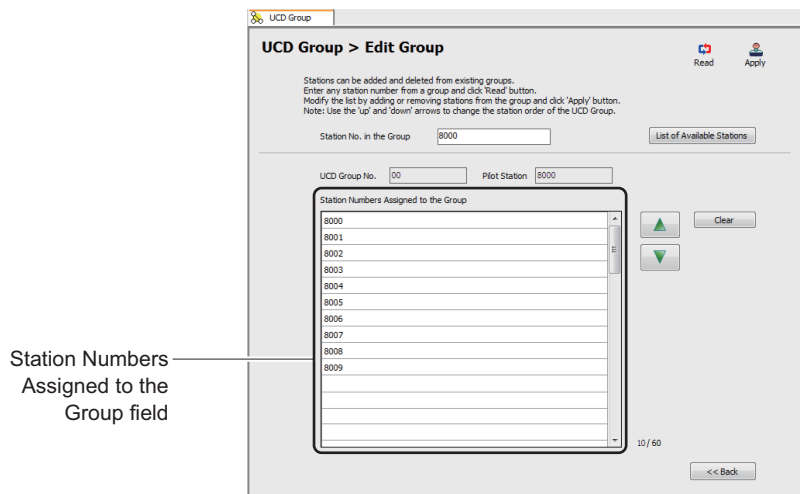 UCD Group
UCD Group > Edit Group
Read
Apply
Stations can be added and deleted from existing groups.
Enter any station number from a group and click 'Read' button.
Modify the list by adding or removing stations from the group and click 'Apply' button.
Note: Use the 'up' and 'down' arrows to change the station order of the UCD Group.
Station No. in the Group
8000
List of Available Stations
UCD Group No.
00
Pilot Station
8000
Station Numbers Assigned to the Group
Clear
8000
8001
8002
8003
8004
8005
8006
8007
8008
8009
Station Numbers
Assigned to the
Group field
10/ 60
<< Back